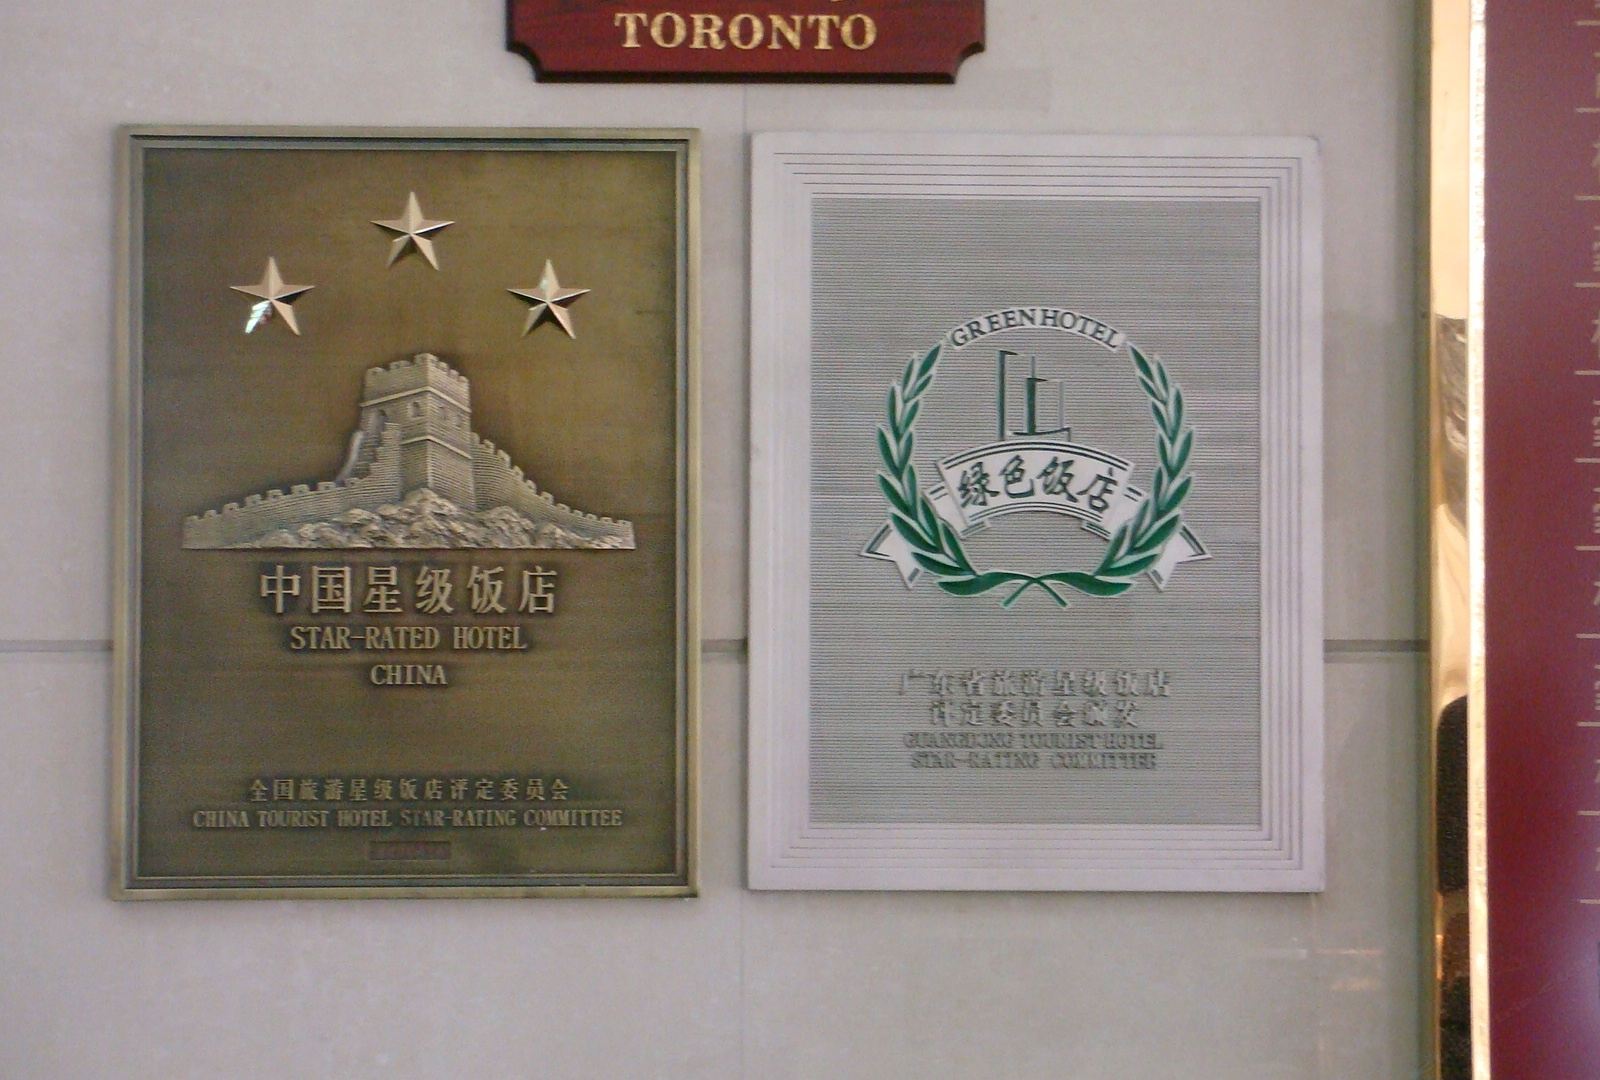 TORONTO
中国星级饭店
STAR-RATED HOTEL
CHINA
全国旅游星级饭店评定委员会
CHINA TOURIST HOTEL STAR-RATING COMMITTEE
GREEN HOTEL
绿色饭店
广东省旅游星级饭店
评定委员会颁发
GUANGDONG TOURIST HOTEL
STAR-RATING COMMITTEE